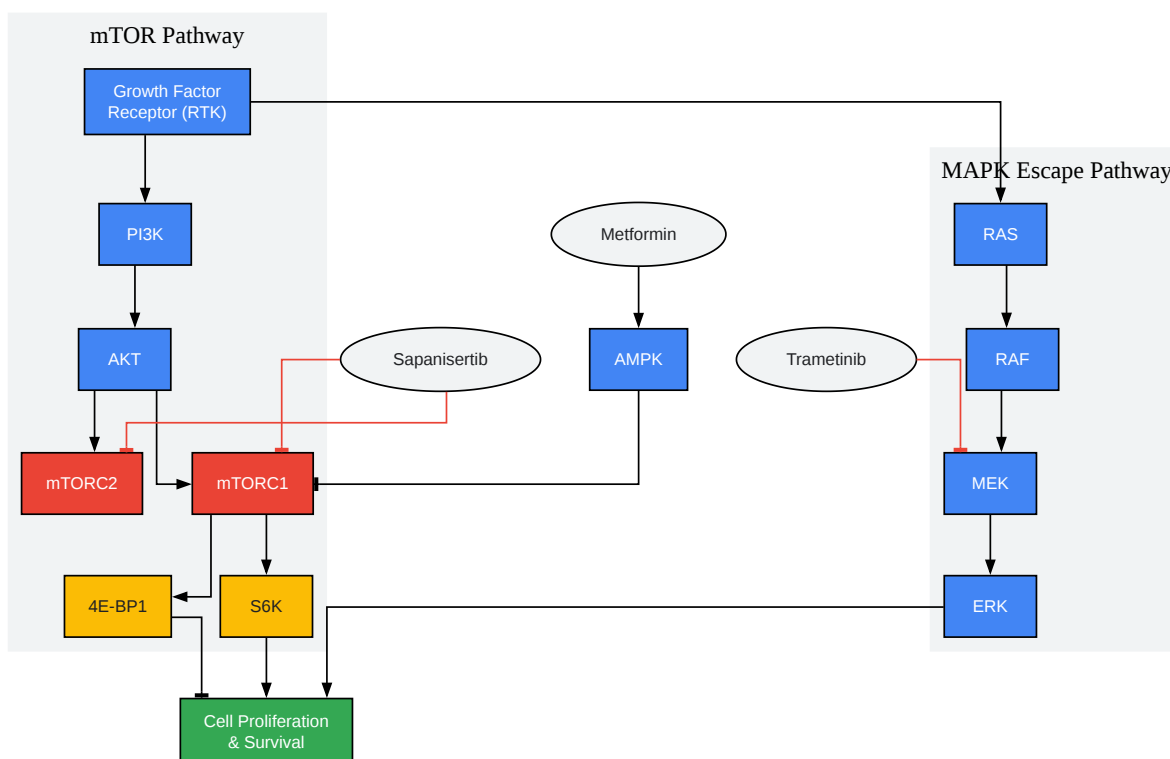 mTOR Pathway
Growth Factor
Receptor (RTK)
MAPK Escape Pathway
PI3K
Metformin
RAS
AKT
Sapanisertib
AMPK
Trametinib
RAF
mTORC2
mTORC1
MEK
4E-BP1
S6K
ERK
Cell Proliferation
& Survival